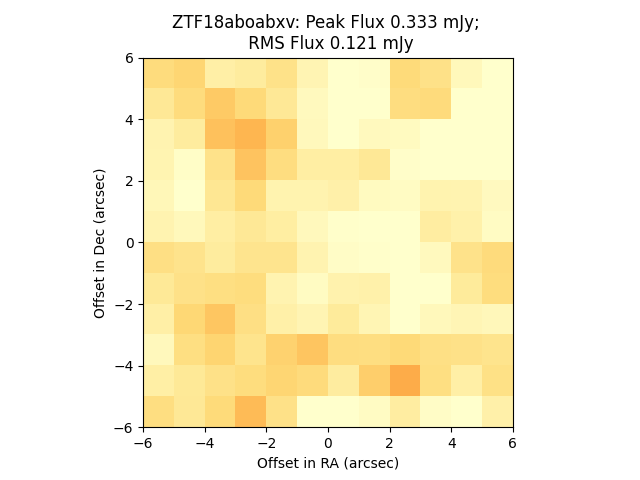 ZTF18aboabxv: Peak Flux 0.333 mJy;
RMS Flux 0.121 mJy
6
4
2
0
−2
−4
−6
Offset in Dec (arcsec)
−6 −4 −2 0 2 4 6
Offset in RA (arcsec)